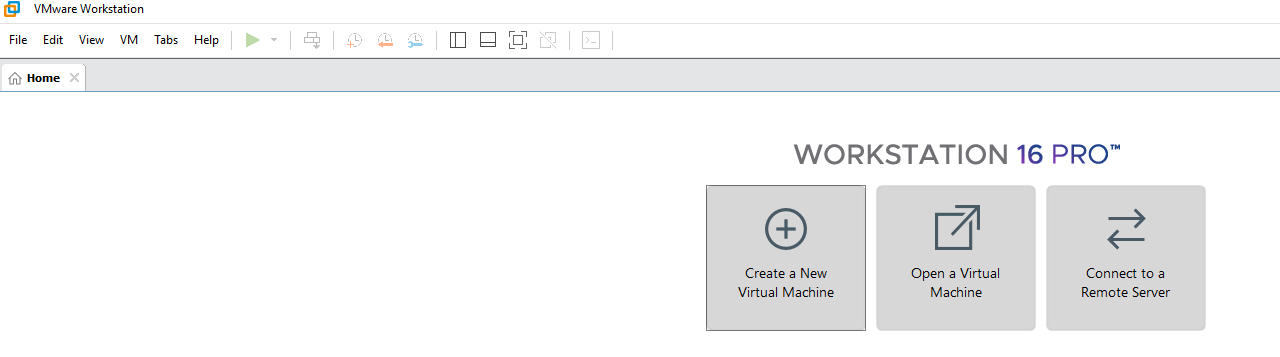 VMware Workstation
File Edit View VM Tabs Help
Home
WORKSTATION 16 PRO™
Create a New
Virtual Machine
Open a Virtual
Machine
Connect to a
Remote Server